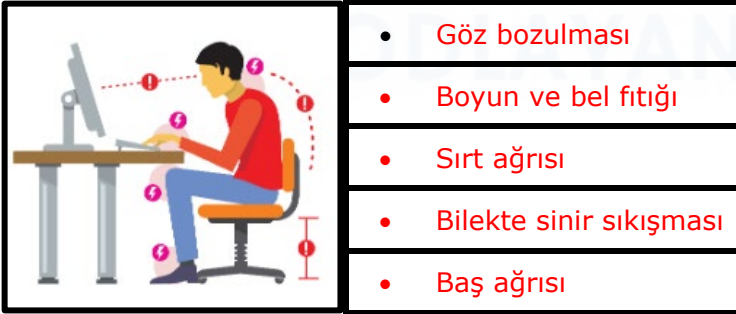 Göz bozulması
Boyun ve bel fıtığı
Sırt ağrısı
Bilekte sinir sıkışması
Baş ağrısı